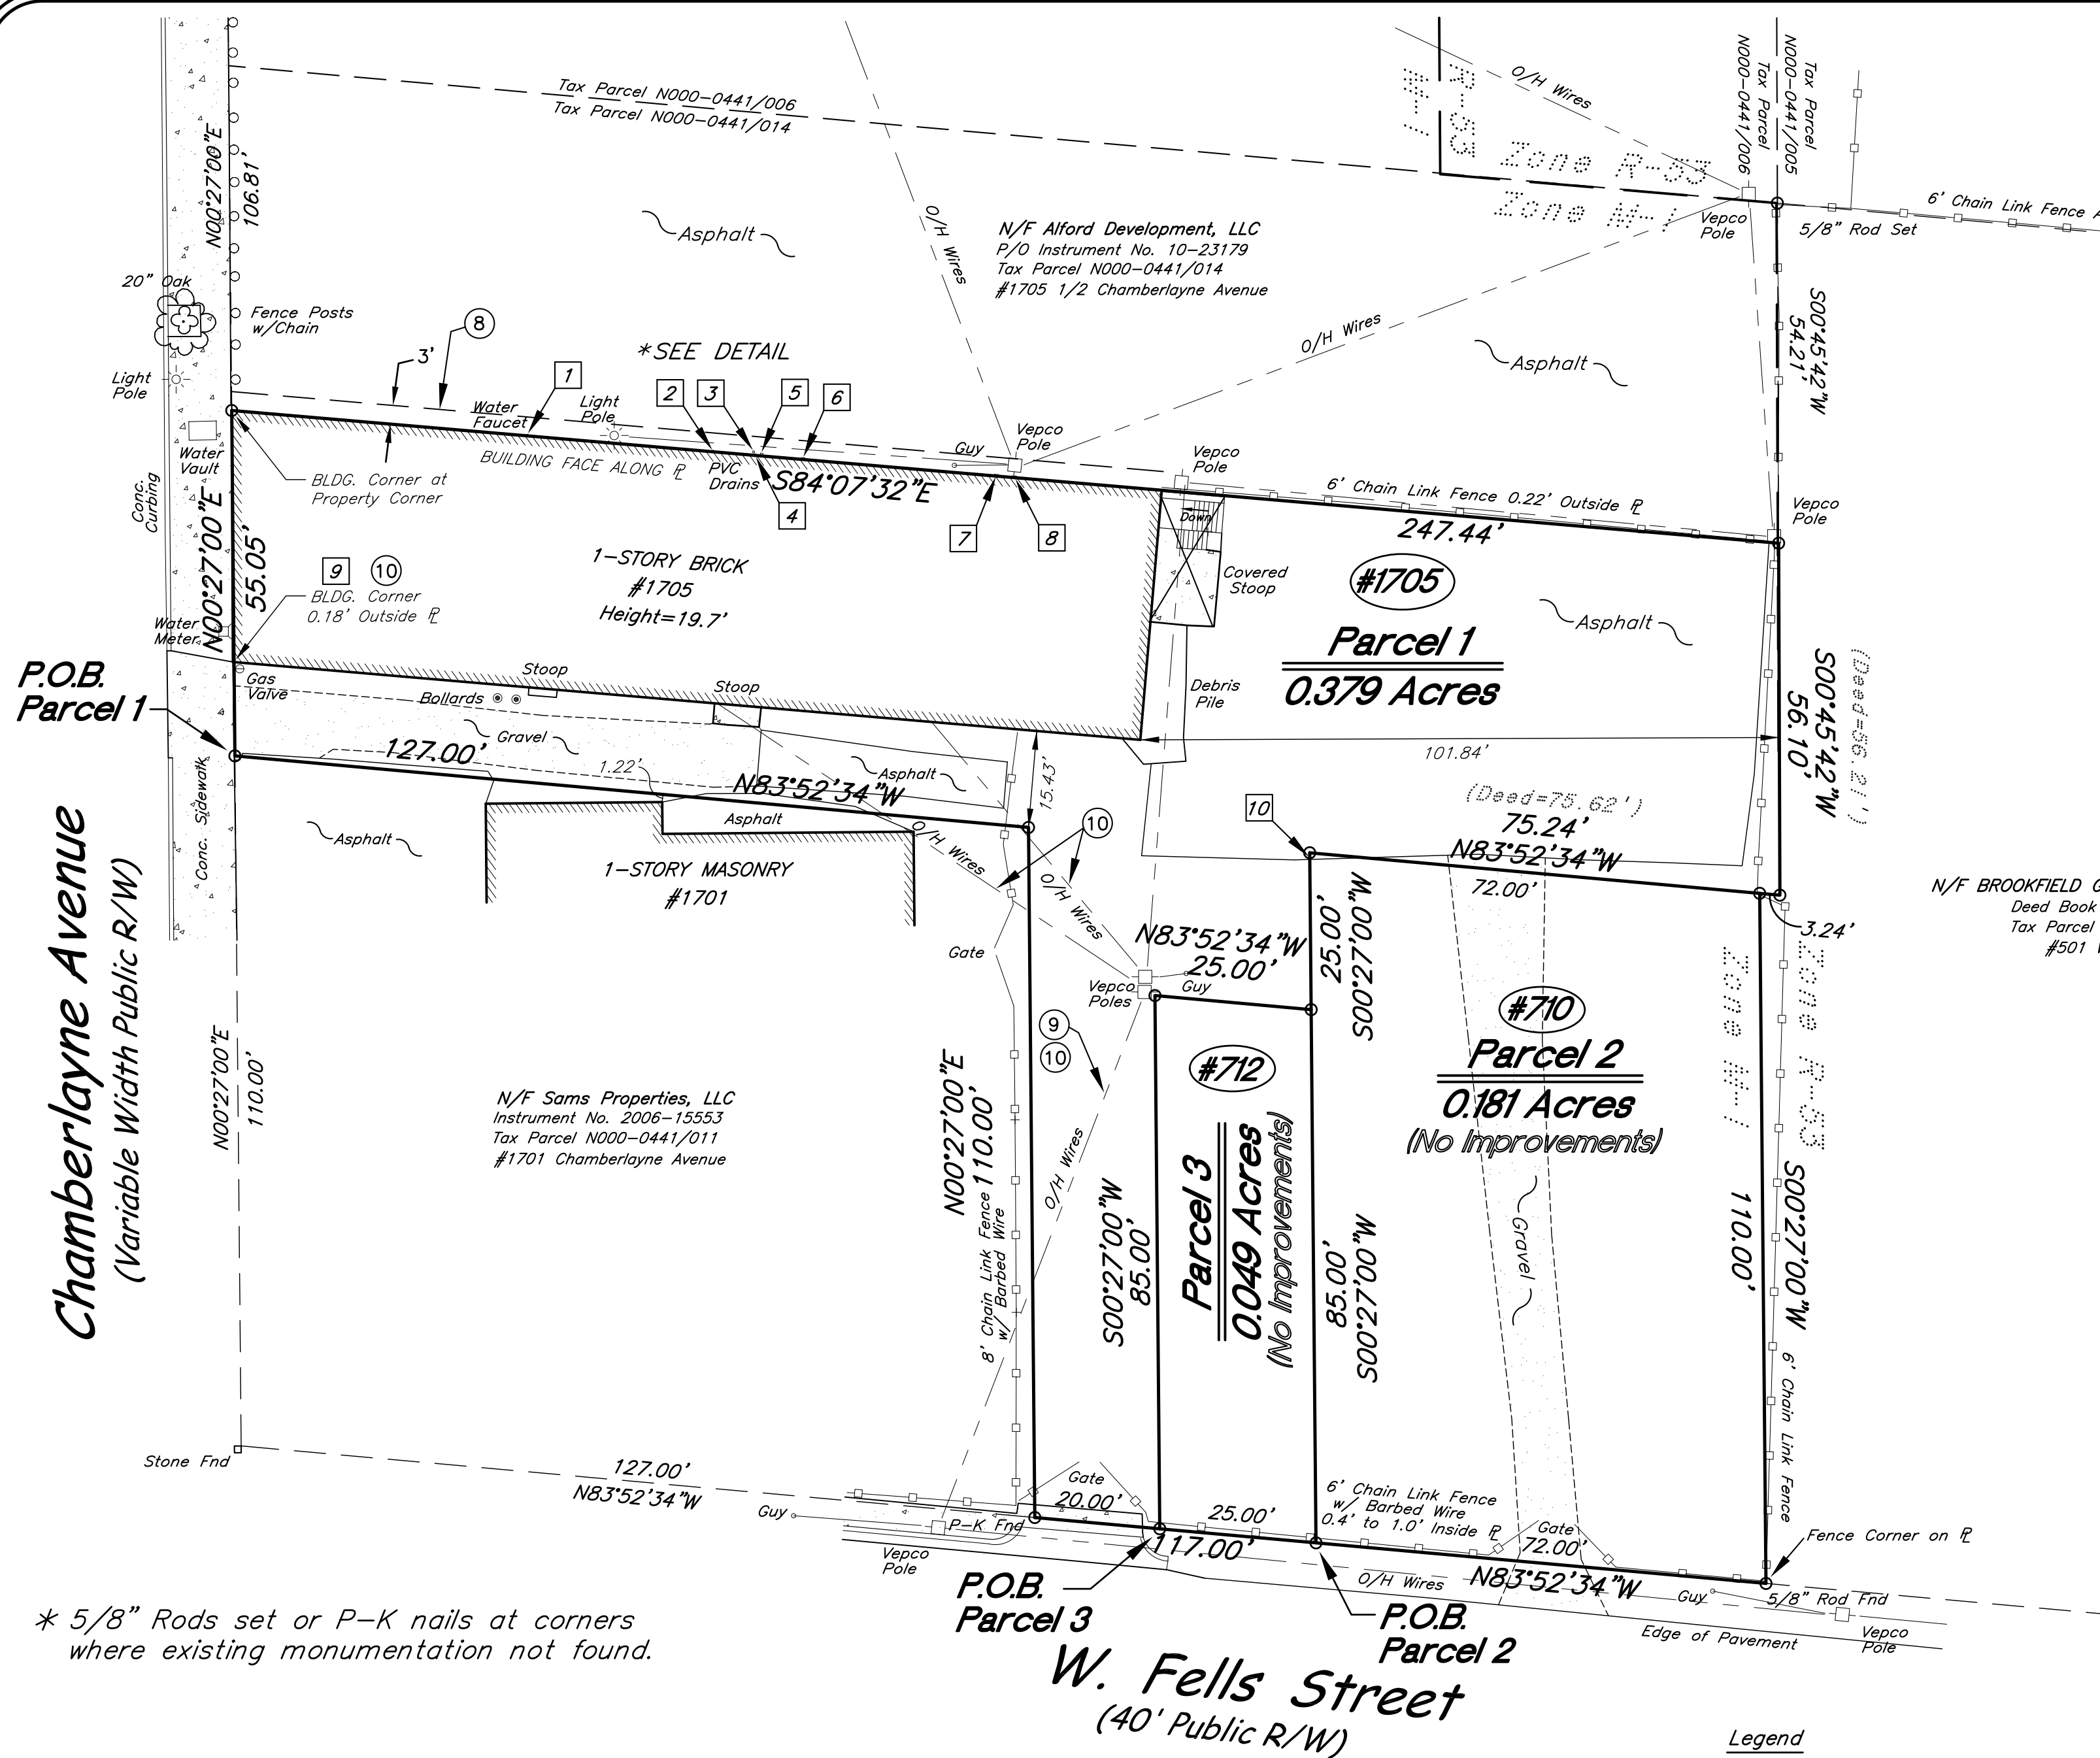 Tax Parcel N000-0441/006
Tax Parcel N000-0441/014
N00°27'00"E
106.81'
20" Oak
Fence Posts
w/Chain
Light
Pole
3'
8
*SEE DETAIL
1
2
3
5
6
Water
Faucet
Light
Pole
BUILDING FACE ALONG PL
PVC
Drains
S84°07'32"E
4
Guy
Vepco
Pole
7
8
O/H Wires
N/F Alford Development, LLC
P/O Instrument No. 10-23179
Tax Parcel N000-0441/014
#1705 1/2 Chamberlayne Avenue
Asphalt
O/H Wires
Asphalt
O/H Wires
M-1
R-53
Zone R-53
Zone M-1
Tax Parcel
N000-0441/006
Tax Parcel
N000-0441/005
Vepco
Pole
5/8" Rod Set
6' Chain Link Fence
S00°45'42"W
54.21'
Vepco
Pole
6' Chain Link Fence 0.22' Outside PL
247.44'
Vepco
Pole
Down
Covered
Stoop
#1705
Parcel 1
0.379 Acres
Asphalt
Debris
Pile
101.84'
(Deed=56.21')
S00°45'42"W
56.10'
Water
Vault
Conc.
Curbing
BLDG. Corner at
Property Corner
N00°27'00"E
55.05'
9
10
BLDG. Corner
0.18' Outside PL
Water
Meter
1-STORY BRICK
#1705
Height=19.7'
P.O.B.
Parcel 1
Gas
Valve
Stoop
Stoop
Bollards
Gravel
127.00'
1.22'
N83°52'34"W
Asphalt
15.43'
Asphalt
Asphalt
1-STORY MASONRY
#1701
Conc. Sidewalk
Chamberlayne Avenue
(Variable Width Public R/W)
N00°27'00"E
110.00'
Stone Fnd
N/F Sams Properties, LLC
Instrument No. 2006-15553
Tax Parcel N000-0441/011
#1701 Chamberlayne Avenue
10
O/H Wires
O/H Wires
Gate
10
(Deed=75.62')
75.24'
N83°52'34"W
72.00'
3.24'
N/F BROOKFIELD
Deed Book
Tax Parcel
#501
N83°52'34"W
25.00'
Vepco
Poles
Guy
25.00'
S00°27'00"W
9
10
#712
Parcel 3
0.049 Acres
(No Improvements)
#710
Parcel 2
0.181 Acres
(No Improvements)
Zone M-1
Zone R-53
N00°27'00"E
110.00'
8' Chain Link Fence
w/ Barbed Wire
O/H Wires
S00°27'00"W
85.00'
85.00'
S00°27'00"W
Gravel
110.00'
S00°27'00"W
6' Chain Link Fence
127.00'
N83°52'34"W
Guy
P-K Fnd
Vepco
Pole
Gate
20.00'
25.00'
117.00'
6' Chain Link Fence
w/ Barbed Wire
0.4' to 1.0' Inside PL
Gate
72.00'
Fence Corner on PL
O/H Wires
N83°52'34"W
Guy
5/8" Rod Fnd
Edge of Pavement
Vepco
Pole
P.O.B.
Parcel 3
P.O.B.
Parcel 2
W. Fells Street
(40' Public R/W)
* 5/8" Rods set or P-K nails at corners
where existing monumentation not found.
Legend